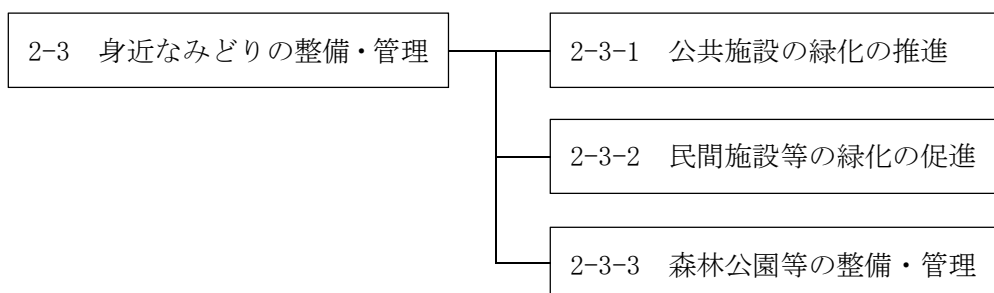 2-3 身近なみどりの整備・管理
2-3-1 公共施設の緑化の推進
2-3-2 民間施設等の緑化の促進
2-3-3 森林公園等の整備・管理